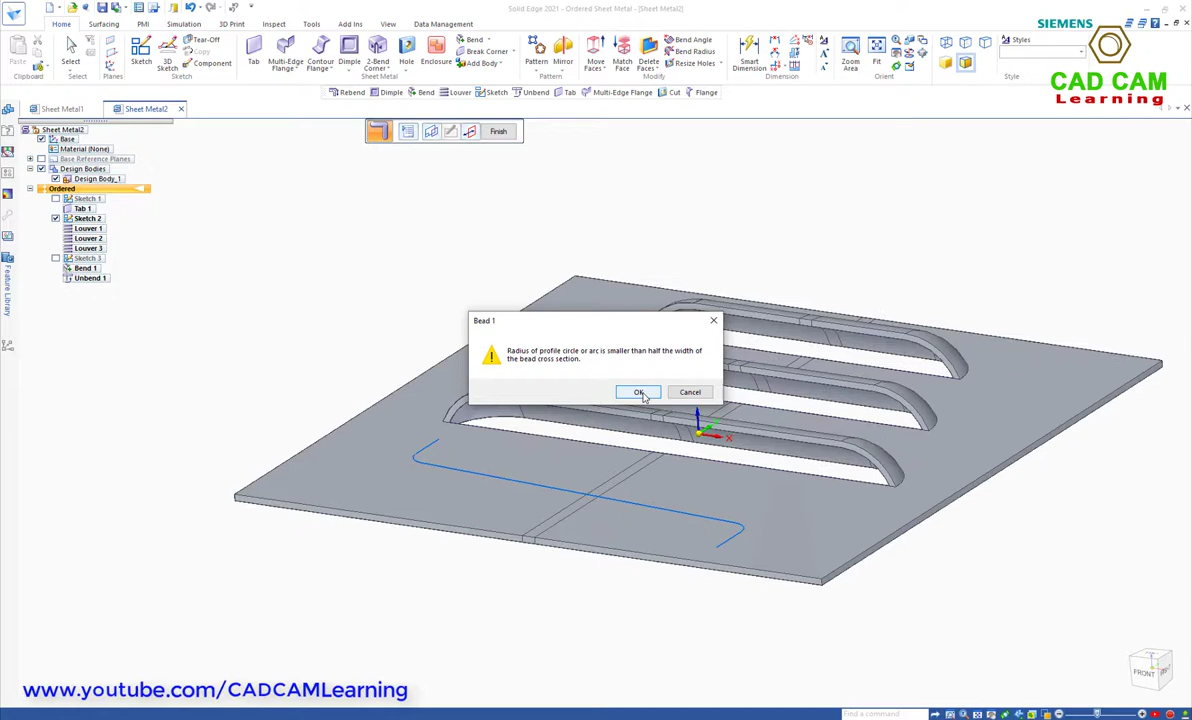 Solid Edge 2021 - Ordered Sheet Metal - [Sheet Metal2]
Home Surfacing PMI Simulation 3D Print Inspect Tools Add Ins View Data Management
SIEMENS
Paste
Clipboard
Select
Select
Planes
Sketch
3D Sketch
Tear-Off
Copy
Component
Sketch
Tab
Multi-Edge Flange
Contour Flange
Dimple
2-Bend Corner
Hole
Enclosure
Bend
Break Corner
Add Body
Sheet Metal
Pattern
Mirror
Pattern
Move Faces
Match Face
Delete Faces
Bend Angle
Bend Radius
Resize Holes
Modify
Smart Dimension
Dimension
Zoom Area
Fit
Orient
Styles
Style
CAD CAM
Learning
Rebend Dimple Bend Louver Sketch Unbend Tab Multi-Edge Flange Cut Flange
Sheet Metal1
Sheet Metal2
Finish
Feature Library
Sheet Metal2
Base
Material (None)
Base Reference Planes
Design Bodies
Design Body_1
Ordered
Sketch 1
Tab 1
Sketch 2
Louver 1
Louver 2
Louver 3
Sketch 3
Bend 1
Unbend 1
Bead 1
Radius of profile circle or arc is smaller than half the width of
the bead cross section.
OK
Cancel
X
FRONT
www.youtube.com/CADCAMLearning
Find a command